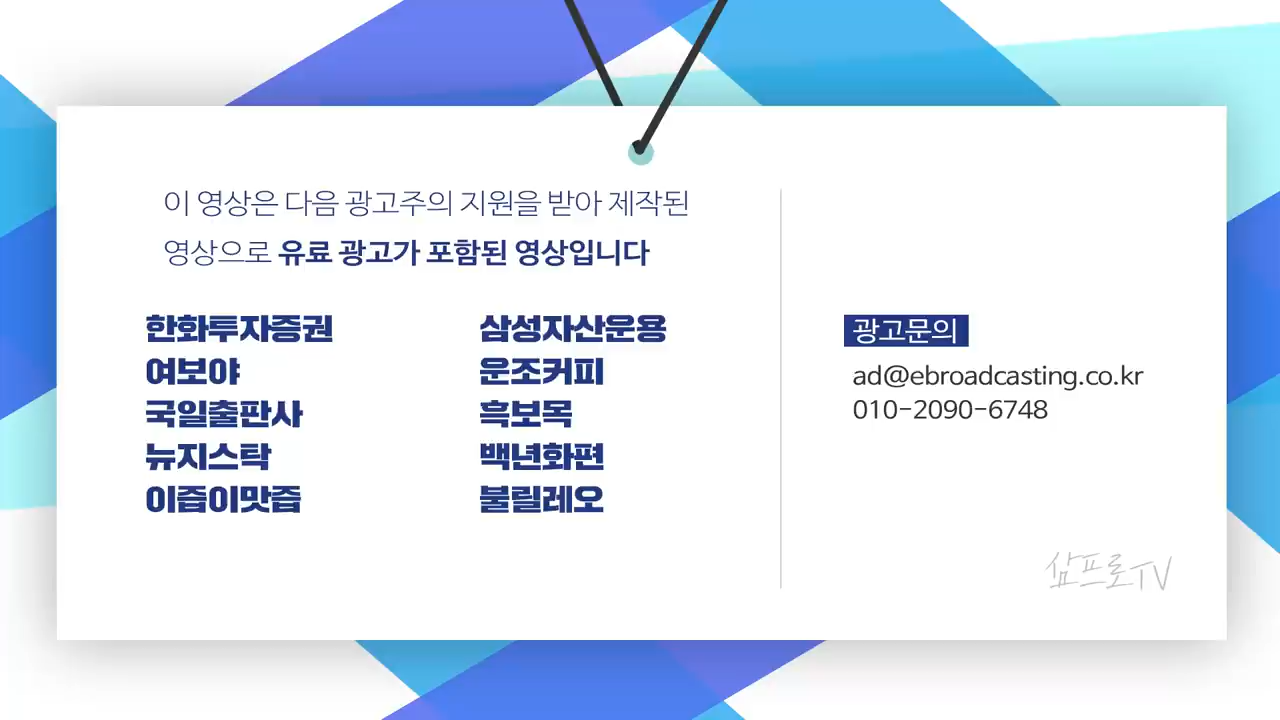 이 영상은 다음 광고주의 지원을 받아 제작된
영상으로 유료 광고가 포함된 영상입니다
한화투자증권
여보야
국일출판사
뉴지스탁
이즙이맛즙
삼성자산운용
운조커피
흑보목
백년화편
불릴레오
광고문의
ad@ebroadcasting.co.kr
010-2090-6748
삼프로TV